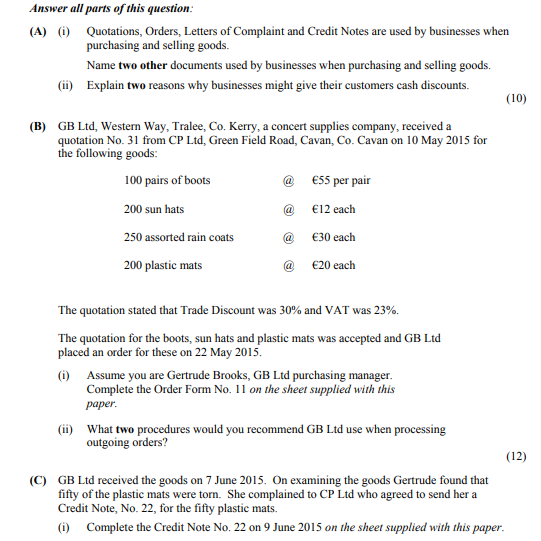 Answer all parts of this question:
(A) (i) Quotations, Orders, Letters of Complaint and Credit Notes are used by businesses when
purchasing and selling goods.
Name two other documents used by businesses when purchasing and selling goods.
(ii) Explain two reasons why businesses might give their customers cash discounts.
(10)
(B) GB Ltd, Western Way, Tralee, Co. Kerry, a concert supplies company, received a
quotation No. 31 from CP Ltd, Green Field Road, Cavan, Co. Cavan on 10 May 2015 for
the following goods:
100 pairs of boots @ €55 per pair
200 sun hats @ €12 each
250 assorted rain coats @ €30 each
200 plastic mats @ €20 each
The quotation stated that Trade Discount was 30% and VAT was 23%.
The quotation for the boots, sun hats and plastic mats was accepted and GB Ltd
placed an order for these on 22 May 2015.
(i) Assume you are Gertrude Brooks, GB Ltd purchasing manager.
Complete the Order Form No. 11 on the sheet supplied with this
paper.
(ii) What two procedures would you recommend GB Ltd use when processing
outgoing orders?
(12)
(C) GB Ltd received the goods on 7 June 2015. On examining the goods Gertrude found that
fifty of the plastic mats were torn. She complained to CP Ltd who agreed to send her a
Credit Note, No. 22, for the fifty plastic mats.
(i) Complete the Credit Note No. 22 on 9 June 2015 on the sheet supplied with this paper.